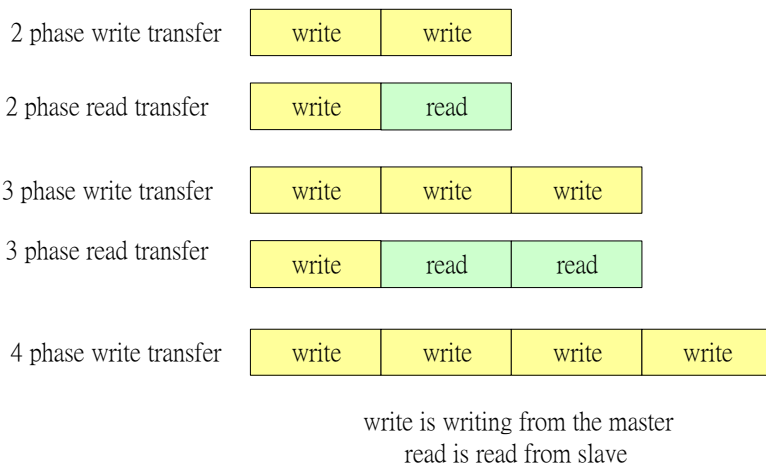 2 phase write transfer write write
2 phase read transfer write read
3 phase write transfer write write write
3 phase read transfer write read read
4 phase write transfer write write write write
write is writing from the master
read is read from slave